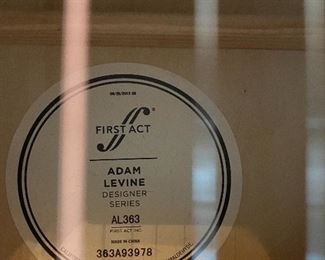 FIRST ACT®
ADAM
LEVINE
DESIGNER
SERIES
AL363
FIRST ACT INC.
MADE IN CHINA
363A93978